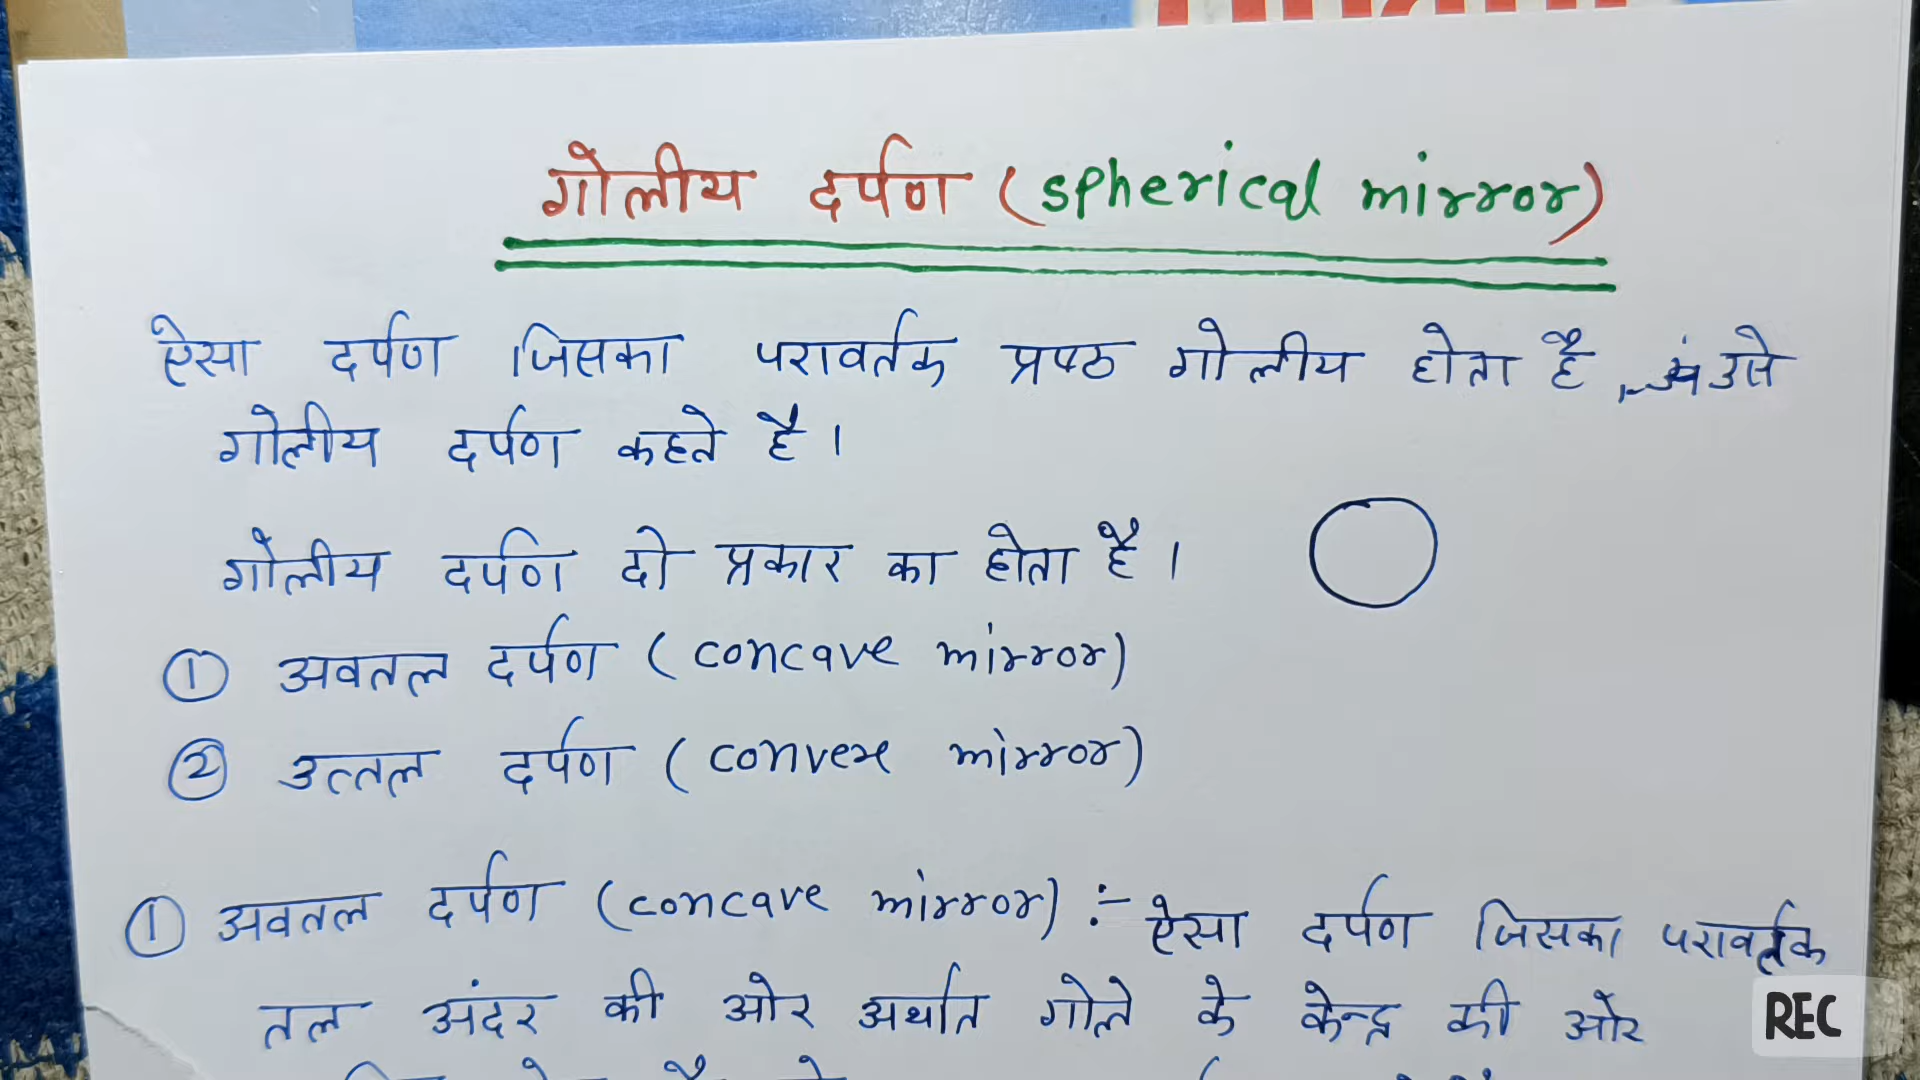 गोलीय दर्पण (spherical mirror)
ऐसा दर्पण जिसका परावर्तक प्रष्ठ गोलीय होता है, उसे
गोलीय दर्पण कहते है।
गोलीय दर्पण दो प्रकार का होता है।
① अवतल दर्पण (concave mirror)
② उत्तल दर्पण (convex mirror)
① अवतल दर्पण (concave mirror) :- ऐसा दर्पण जिसका परावर्तक
तल अंदर की ओर अर्थात गोले के केन्द्र की ओर
REC